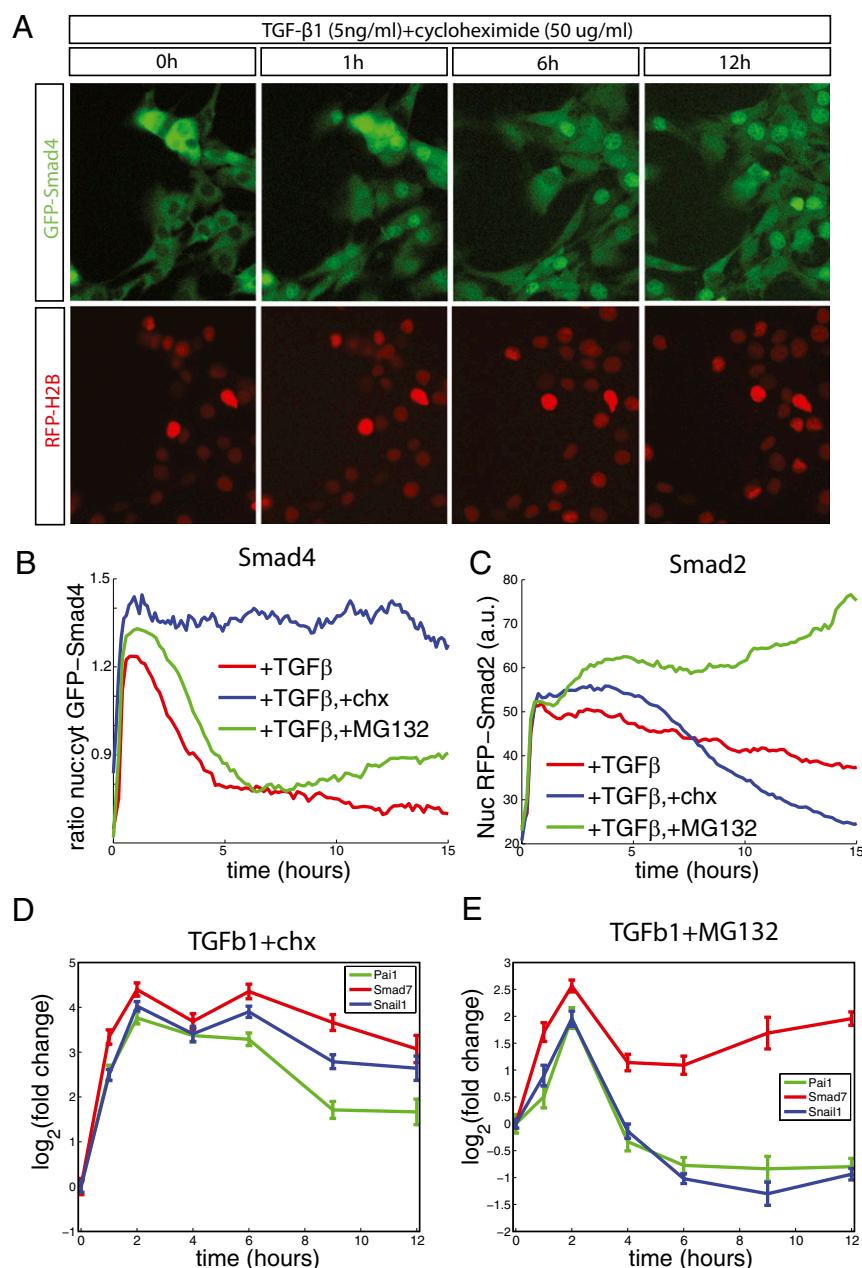 A
TGF-β1 (5ng/ml)+cycloheximide (50 ug/ml)
0h 1h 6h 12h
GFP-Smad4
RFP-H2B
B
Smad4
ratio nuc:cyt GFP−Smad4
1.5
1.2
0.9
+TGFβ
+TGFβ,+chx
+TGFβ,+MG132
0 5 10 15
time (hours)
C
Smad2
Nuc RFP−Smad2 (a.u.)
80
70
60
50
40
30
20
+TGFβ
+TGFβ,+chx
+TGFβ,+MG132
0 5 10 15
time (hours)
D
TGFb1+chx
log2(fold change)
5
4
3
2
1
0
−1
Pai1
Smad7
Snail1
0 2 4 6 8 10 12
time (hours)
E
TGFb1+MG132
log2(fold change)
3
2.5
2
1.5
1
0.5
0
−0.5
−1
−1.5
−2
Pai1
Smad7
Snail1
0 2 4 6 8 10 12
time (hours)